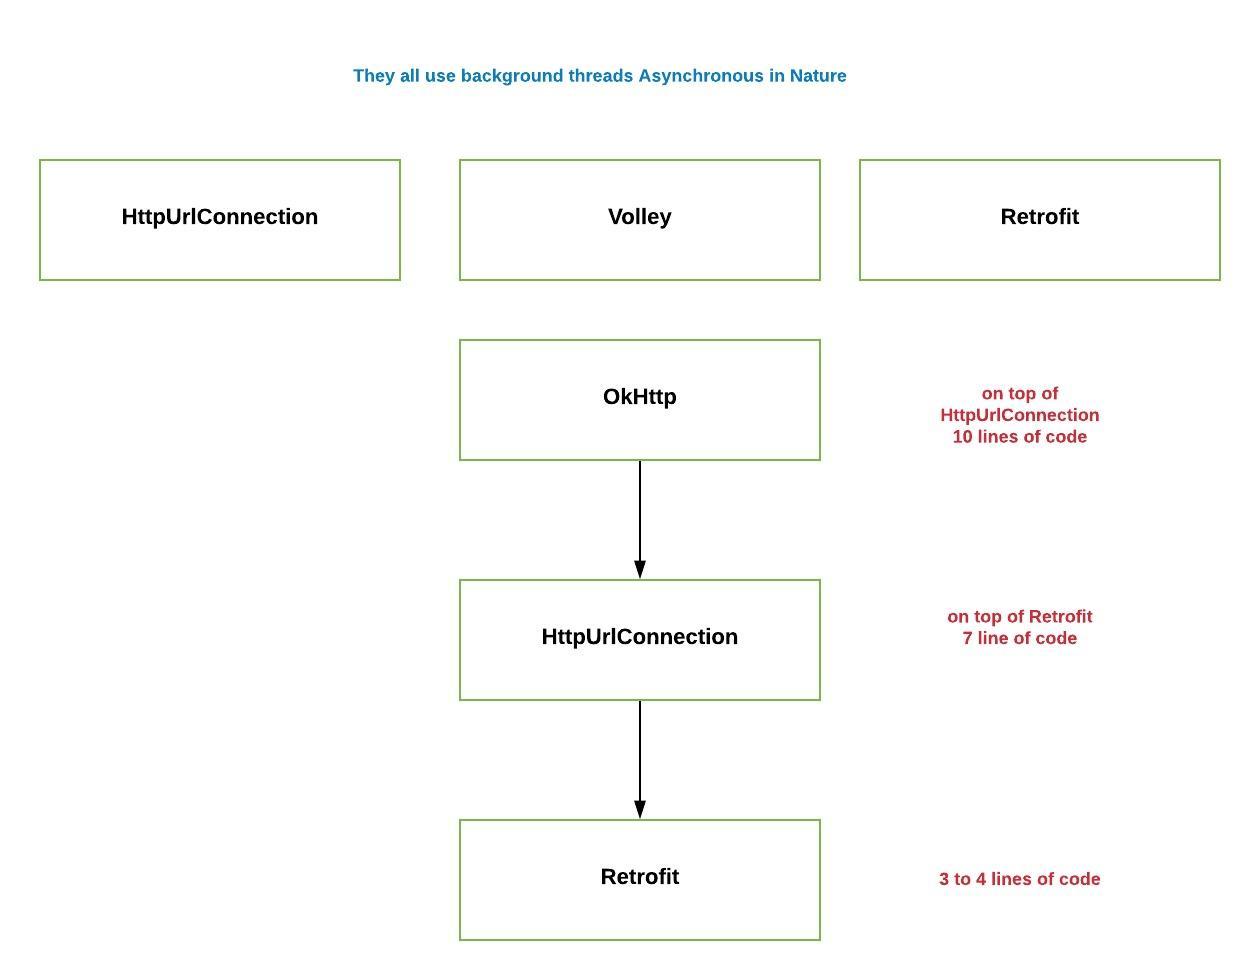 They all use background threads Asynchronous in Nature
HttpUrlConnection
Volley
Retrofit
OkHttp
on top of
HttpUrlConnection
10 lines of code
HttpUrlConnection
on top of Retrofit
7 line of code
Retrofit
3 to 4 lines of code